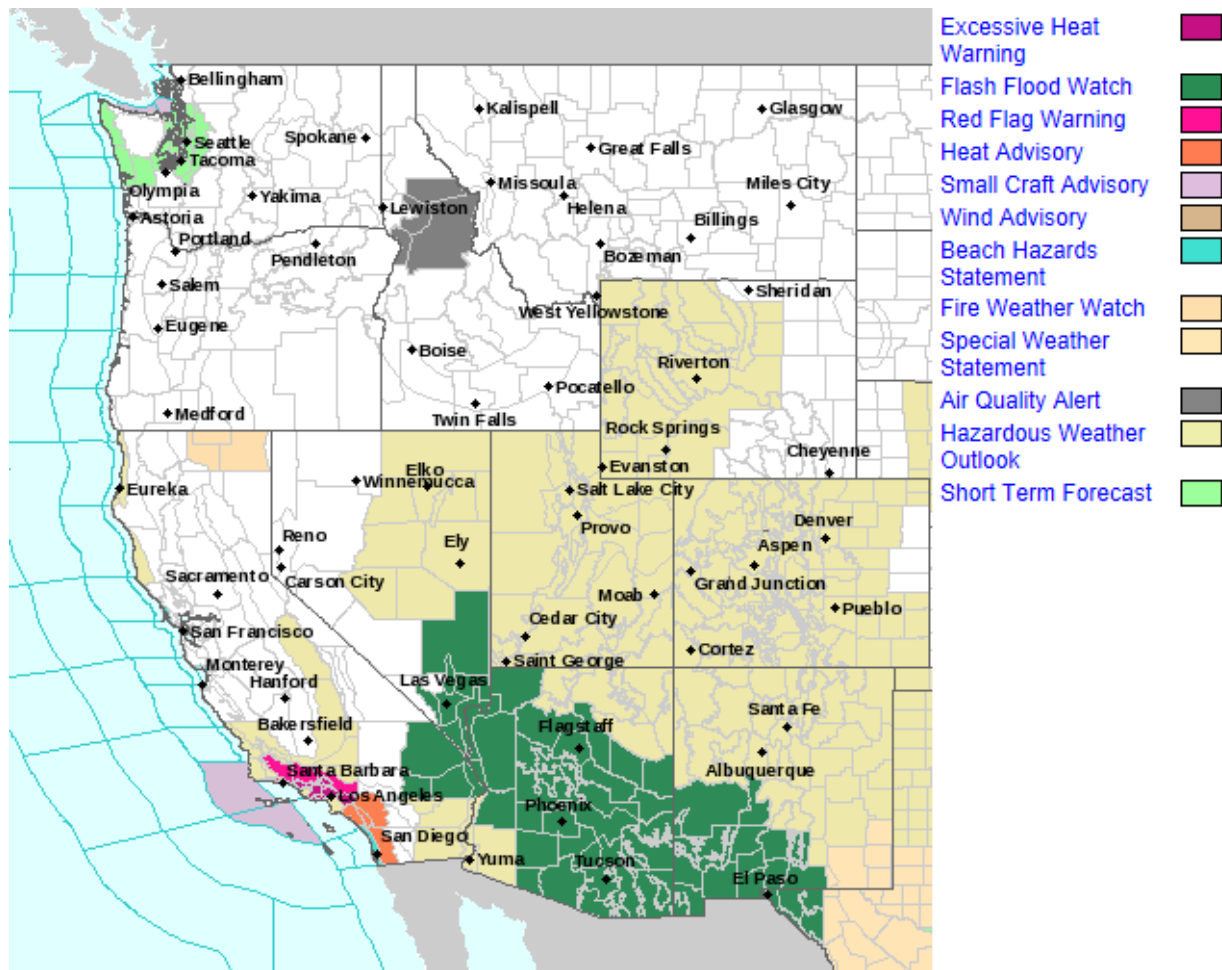 Bellingham
Kalispell
Glasgow
Seattle
Spokane
Great Falls
Tacoma
Olympia
Yakima
Missoula
Miles City
Lewiston
Helena
Astoria
Billings
Portland
Bozeman
Pendleton
Salem
Sheridan
West Yellowstone
Eugene
Boise
Riverton
Pocatello
Medford
Twin Falls
Rock Springs
Cheyenne
Elko
Evanston
Winnemucca
Eureka
Salt Lake City
Provo
Denver
Reno
Ely
Aspen
Sacramento
Carson City
Grand Junction
Moab
Pueblo
San Francisco
Cedar City
Cortez
Monterey
Saint George
Hanford
Las Vegas
Bakersfield
Flagstaff
Santa Fe
Santa Barbara
Albuquerque
Los Angeles
Phoenix
San Diego
Yuma
Tucson
El Paso
Excessive Heat
Warning
Flash Flood Watch
Red Flag Warning
Heat Advisory
Small Craft Advisory
Wind Advisory
Beach Hazards
Statement
Fire Weather Watch
Special Weather
Statement
Air Quality Alert
Hazardous Weather
Outlook
Short Term Forecast